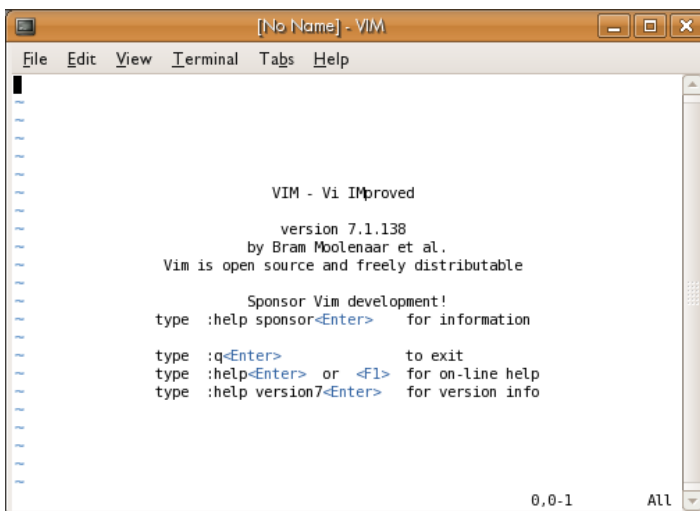 [No Name] - VIM
File Edit View Terminal Tabs Help
~
~
~
~
~
~ VIM - Vi IMproved
~
~ version 7.1.138
~ by Bram Moolenaar et al.
~ Vim is open source and freely distributable
~
~ Sponsor Vim development!
~ type :help sponsor<Enter> for information
~
~ type :q<Enter> to exit
~ type :help<Enter> or <F1> for on-line help
~ type :help version7<Enter> for version info
~
~
~
~
~
0,0-1 All